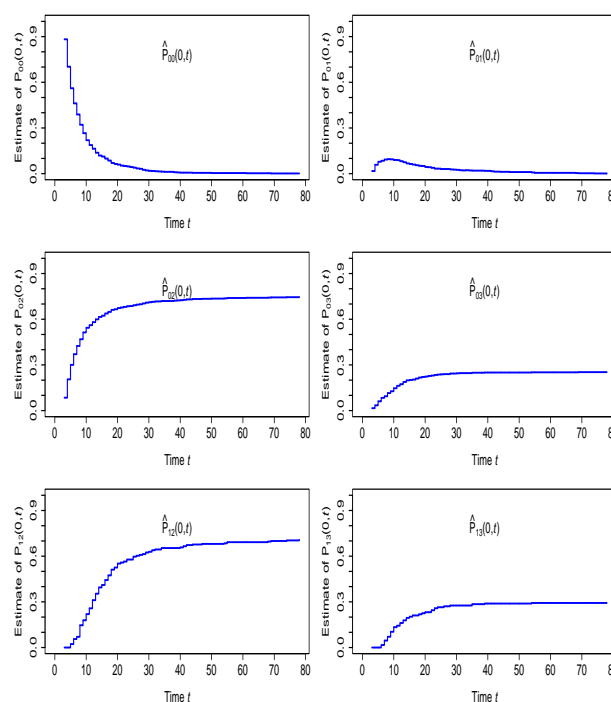 P̂₀₀(0,t)
Estimate of P₀₀(0,t)
0.0 0.3 0.6 0.9
0 10 20 30 40 50 60 70 80
Time t
P̂₀₁(0,t)
Estimate of P₀₁(0,t)
0.0 0.3 0.6 0.9
0 10 20 30 40 50 60 70 80
Time t
P̂₀₂(0,t)
Estimate of P₀₂(0,t)
0.0 0.3 0.6 0.9
0 10 20 30 40 50 60 70 80
Time t
P̂₀₃(0,t)
Estimate of P₀₃(0,t)
0.0 0.3 0.6 0.9
0 10 20 30 40 50 60 70 80
Time t
P̂₁₂(0,t)
Estimate of P₁₂(0,t)
0.0 0.3 0.6 0.9
0 10 20 30 40 50 60 70 80
Time t
P̂₁₃(0,t)
Estimate of P₁₃(0,t)
0.0 0.3 0.6 0.9
0 10 20 30 40 50 60 70 80
Time t